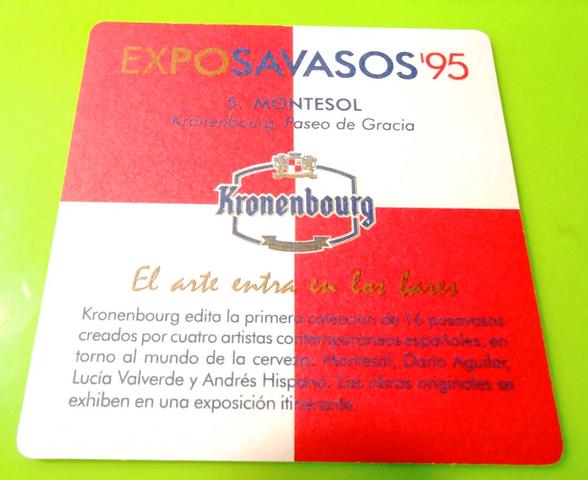 EXPOSAVASOS'95
5. MONTESOL
Kronenbourg, Paseo de Gracia
Kronenbourg
El arte entra en los bares
Kronenbourg edita la primera colección de 16 posavasos
creados por cuatro artistas contemporáneos españoles, en
torno al mundo de la cerveza. Montesol, Darío Aguilar,
Lucía Valverde y Andrés Hispano. Las obras originales se
exhiben en una exposición itinerante.